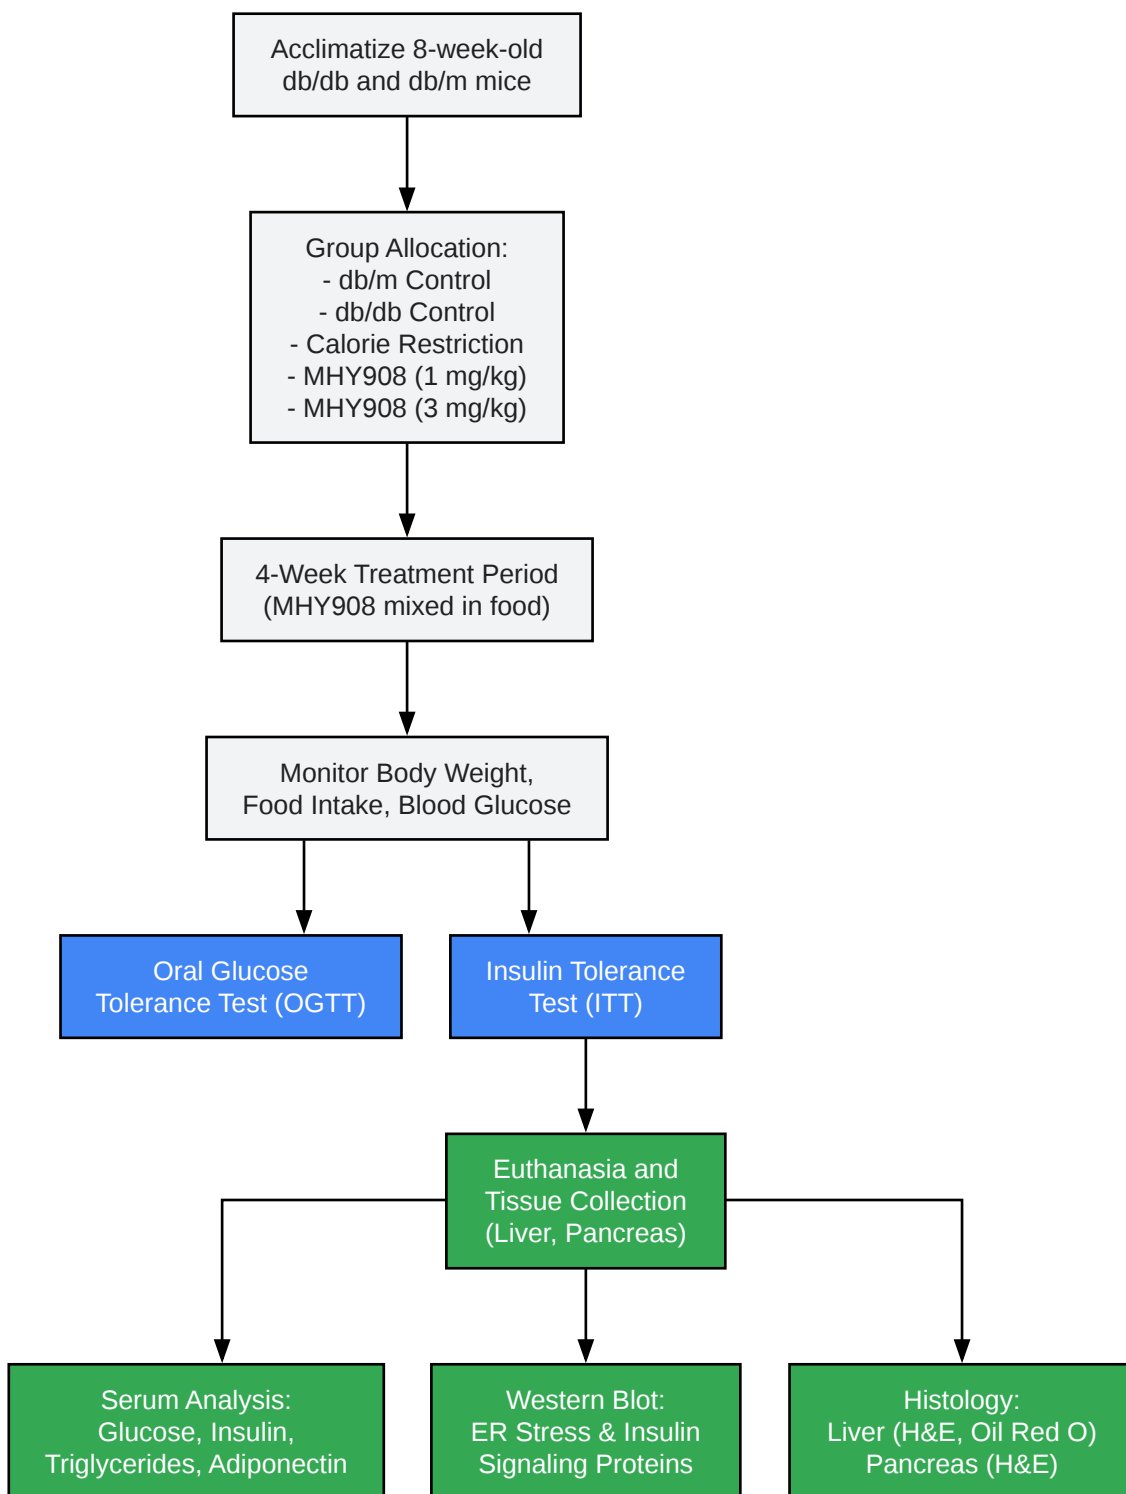 Acclimatize 8-week-old
db/db and db/m mice
Group Allocation:
- db/m Control
- db/db Control
- Calorie Restriction
- MHY908 (1 mg/kg)
- MHY908 (3 mg/kg)
4-Week Treatment Period
(MHY908 mixed in food)
Monitor Body Weight,
Food Intake, Blood Glucose
Oral Glucose
Tolerance Test (OGTT)
Insulin Tolerance
Test (ITT)
Euthanasia and
Tissue Collection
(Liver, Pancreas)
Serum Analysis:
Glucose, Insulin,
Triglycerides, Adiponectin
Western Blot:
ER Stress & Insulin
Signaling Proteins
Histology:
Liver (H&E, Oil Red O)
Pancreas (H&E)